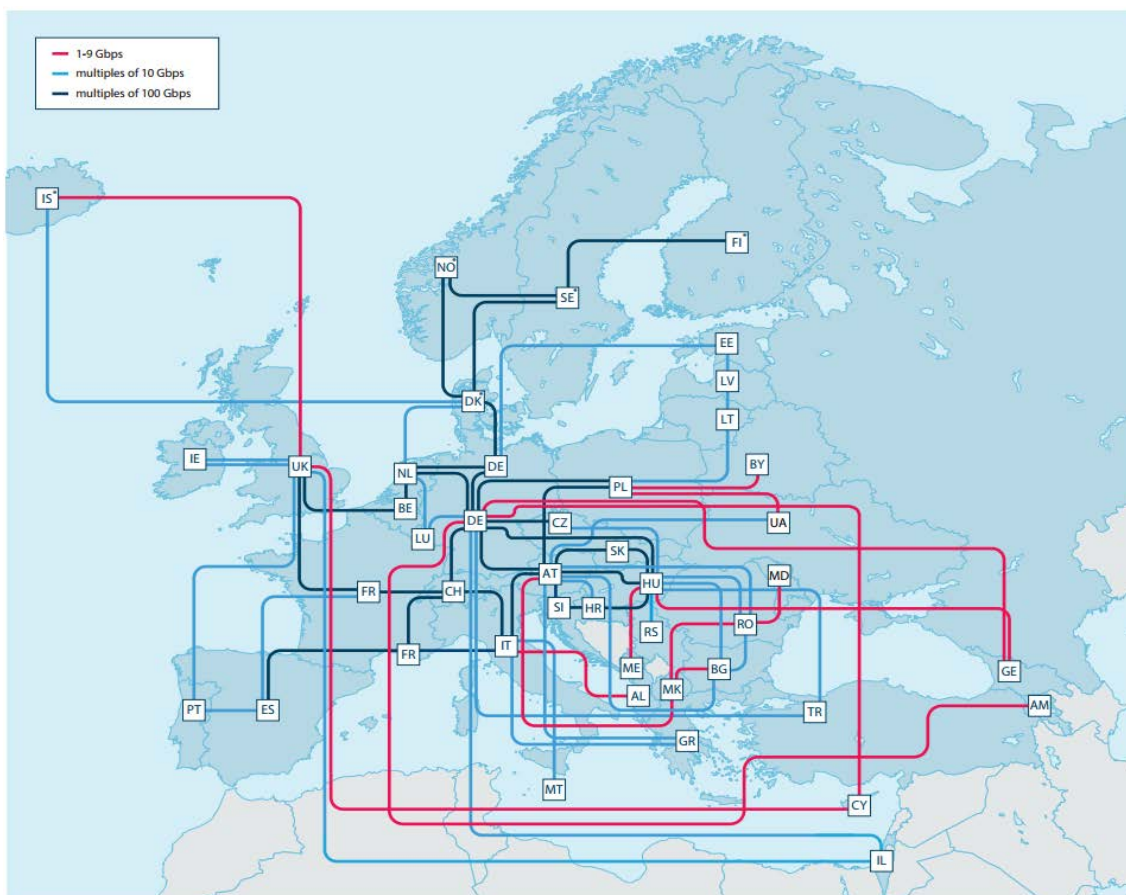 1-9 Gbps
multiples of 10 Gbps
multiples of 100 Gbps
IS*
FI*
NO*
SE*
EE
LV
DK*
LT
IE
UK
NL
DE
BY
PL
BE
DE
CZ
UA
LU
SK
AT
HU
MD
FR
CH
SI
HR
RS
RO
IT
FR
ME
BG
GE
MK
AL
PT
ES
TR
AM
GR
MT
CY
IL